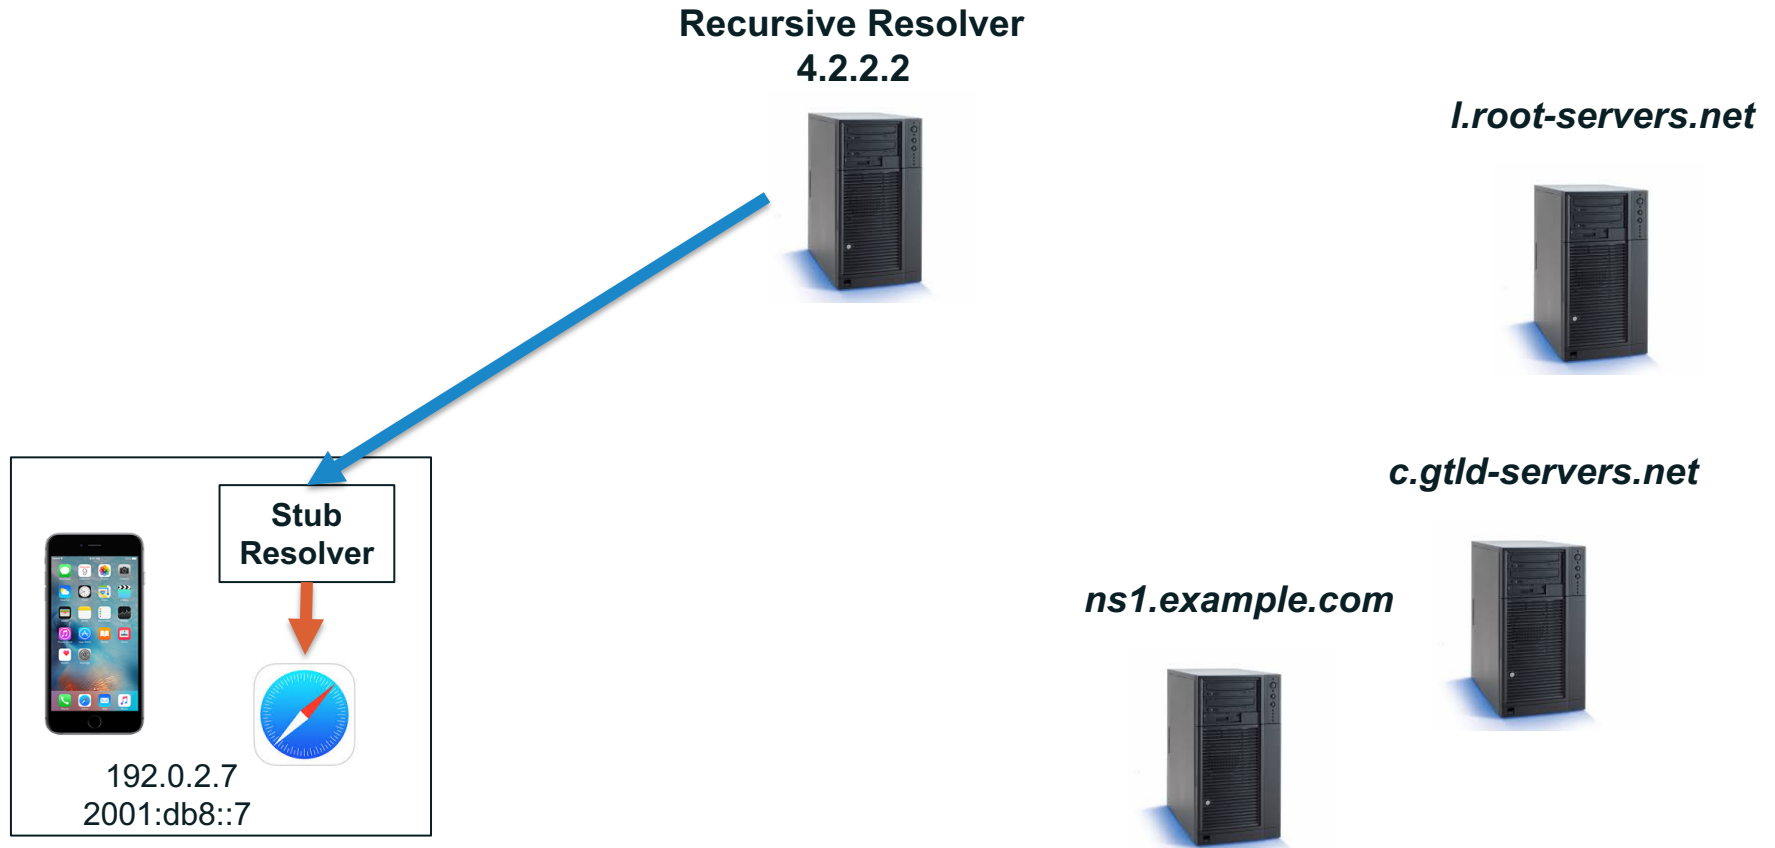 Recursive Resolver
4.2.2.2
l.root-servers.net
c.gtld-servers.net
Stub
Resolver
ns1.example.com
192.0.2.7
2001:db8::7